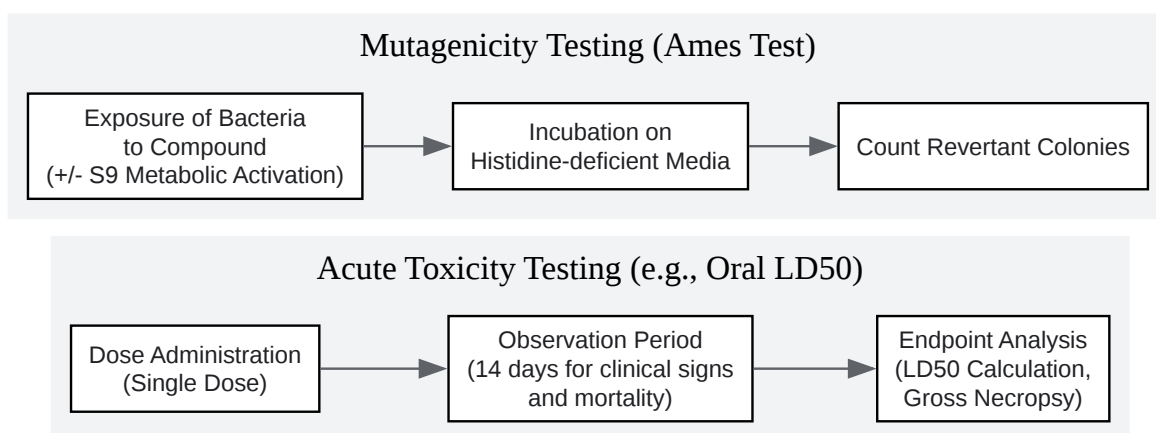 Mutagenicity Testing (Ames Test)
Exposure of Bacteria
to Compound
(+/- S9 Metabolic Activation)
Incubation on
Histidine-deficient Media
Count Revertant Colonies
Acute Toxicity Testing (e.g., Oral LD50)
Dose Administration
(Single Dose)
Observation Period
(14 days for clinical signs
and mortality)
Endpoint Analysis
(LD50 Calculation,
Gross Necropsy)